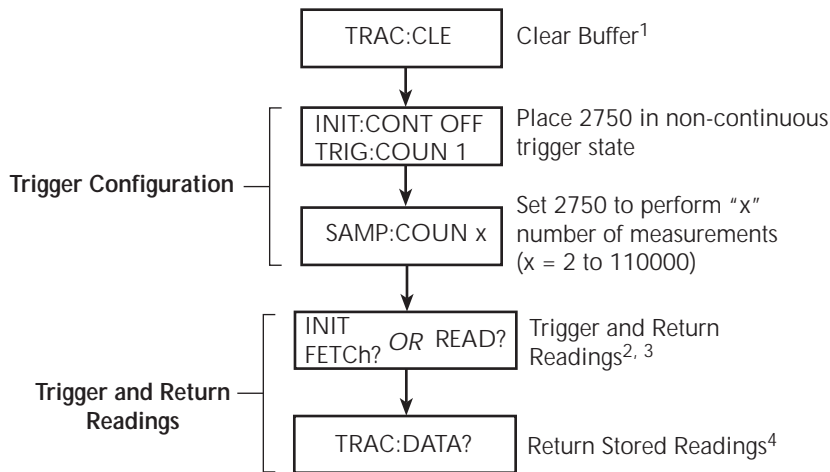 TRAC:CLE
Clear Buffer1
INIT:CONT OFF
TRIG:COUN 1
Place 2750 in non-continuous
trigger state
Trigger Configuration
SAMP:COUN x
Set 2750 to perform “x”
number of measurements
(x = 2 to 110000)
INIT
FETCh? OR READ?
Trigger and Return
Readings2, 3
Trigger and Return
Readings
TRAC:DATA?
Return Stored Readings4